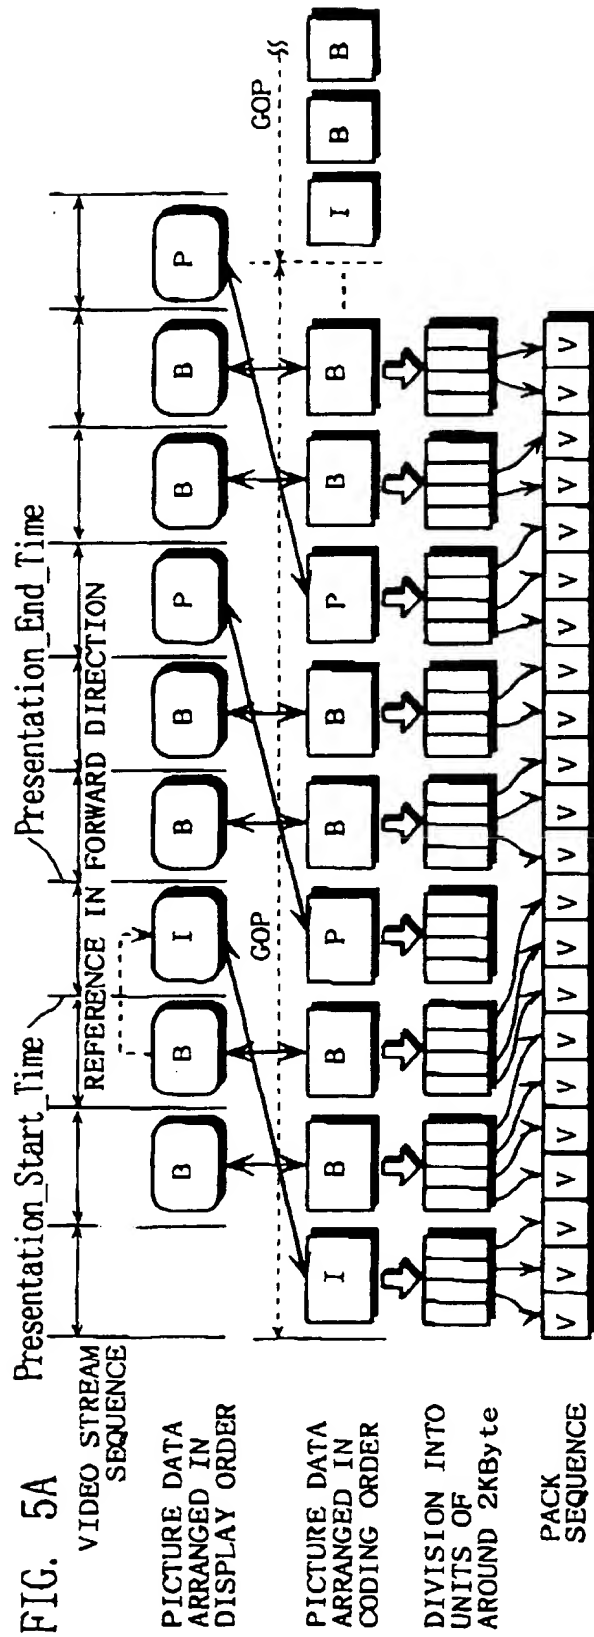 FIG. 5A
Presentation_Start_Time
Presentation_End_Time
VIDEO STREAM
SEQUENCE
REFERENCE IN FORWARD DIRECTION
PICTURE DATA
ARRANGED IN
DISPLAY ORDER
B B I B B P B B P
GOP GOP
PICTURE DATA
ARRANGED IN
CODING ORDER
I B B P B B P B B I B B
DIVISION INTO
UNITS OF
AROUND 2KByte
PACK
SEQUENCE
V V V V V V V V V V V V V V V V V V V V V V